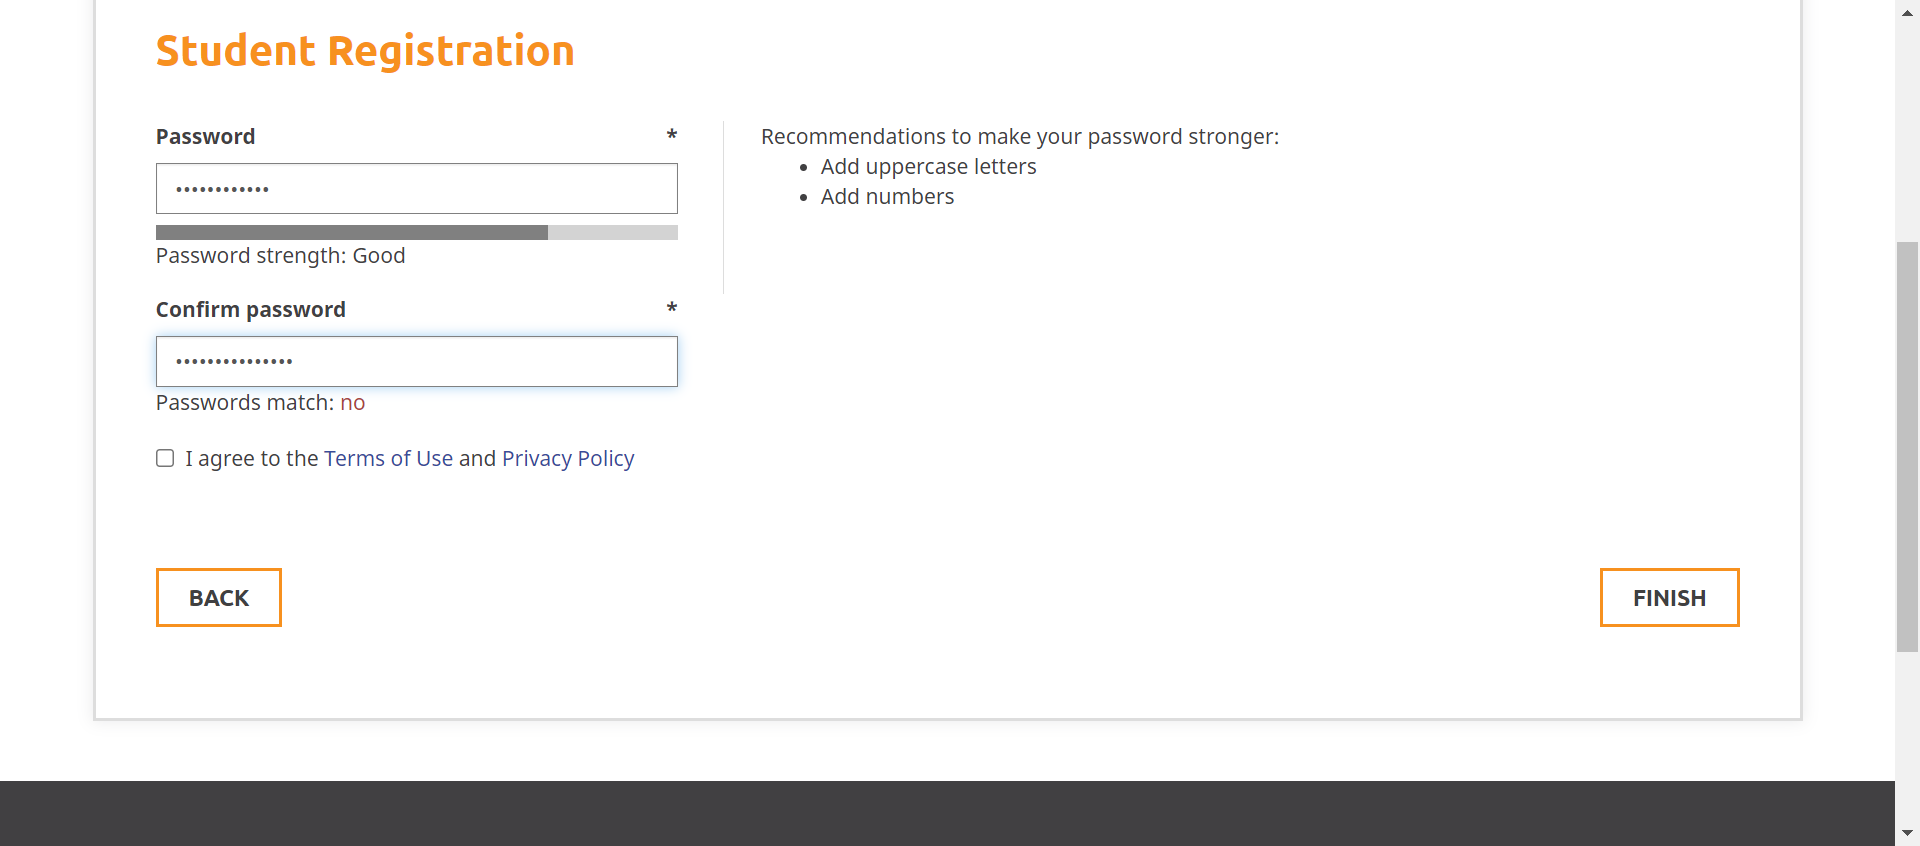 Student Registration
Password *
••••••••••••
Password strength: Good
Recommendations to make your password stronger:
• Add uppercase letters
• Add numbers
Confirm password *
•••••••••••••••
Passwords match: no
I agree to the Terms of Use and Privacy Policy
BACK
FINISH